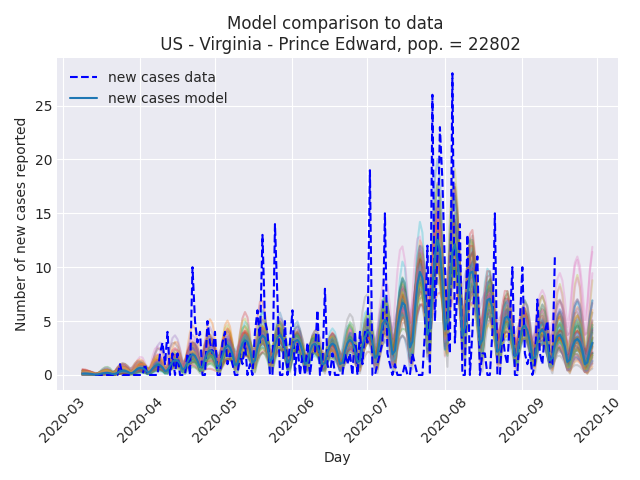 Model comparison to data
US - Virginia - Prince Edward, pop. = 22802
new cases data
new cases model
Number of new cases reported
25
20
15
10
5
0
2020-03
2020-04
2020-05
2020-06
2020-07
2020-08
2020-09
2020-10
Day